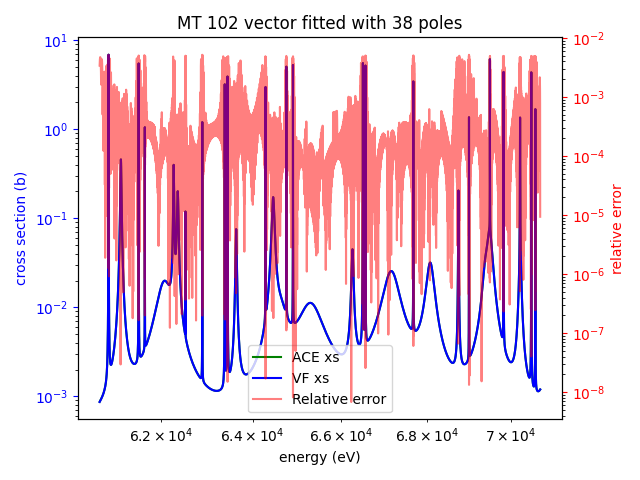 MT 102 vector fitted with 38 poles
cross section (b)
10¹
10⁰
10⁻¹
10⁻²
10⁻³
10⁻²
10⁻³
10⁻⁴
10⁻⁵
10⁻⁶
10⁻⁷
10⁻⁸
relative error
ACE xs
VF xs
Relative error
6.2 × 10⁴
6.4 × 10⁴
6.6 × 10⁴
6.8 × 10⁴
7 × 10⁴
energy (eV)